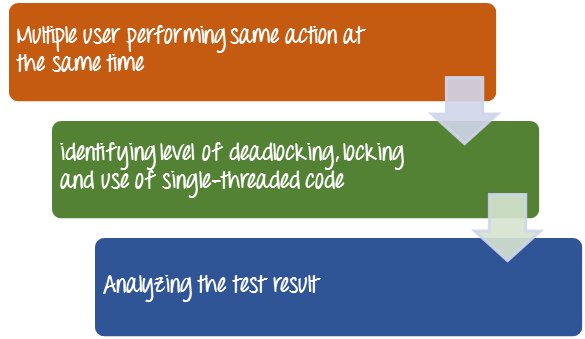 Multiple user performing same action at
the same time
identifying level of deadlocking, locking
and use of single-threaded code
Analyzing the test result